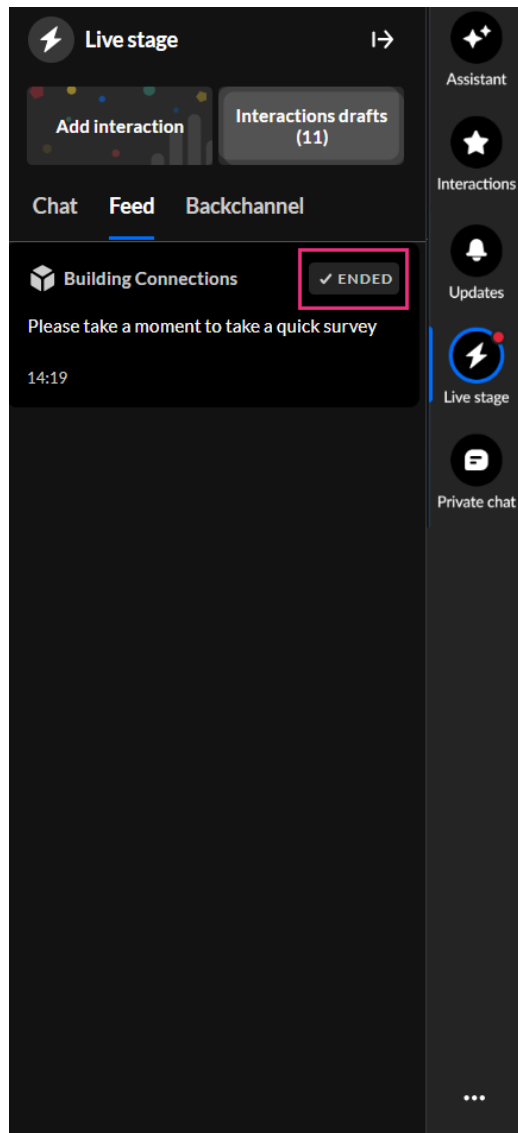 Live stage
Add interaction
Interactions drafts
(11)
Chat
Feed
Backchannel
Building Connections
✓ ENDED
Please take a moment to take a quick survey
14:19
Assistant
Interactions
Updates
Live stage
Private chat